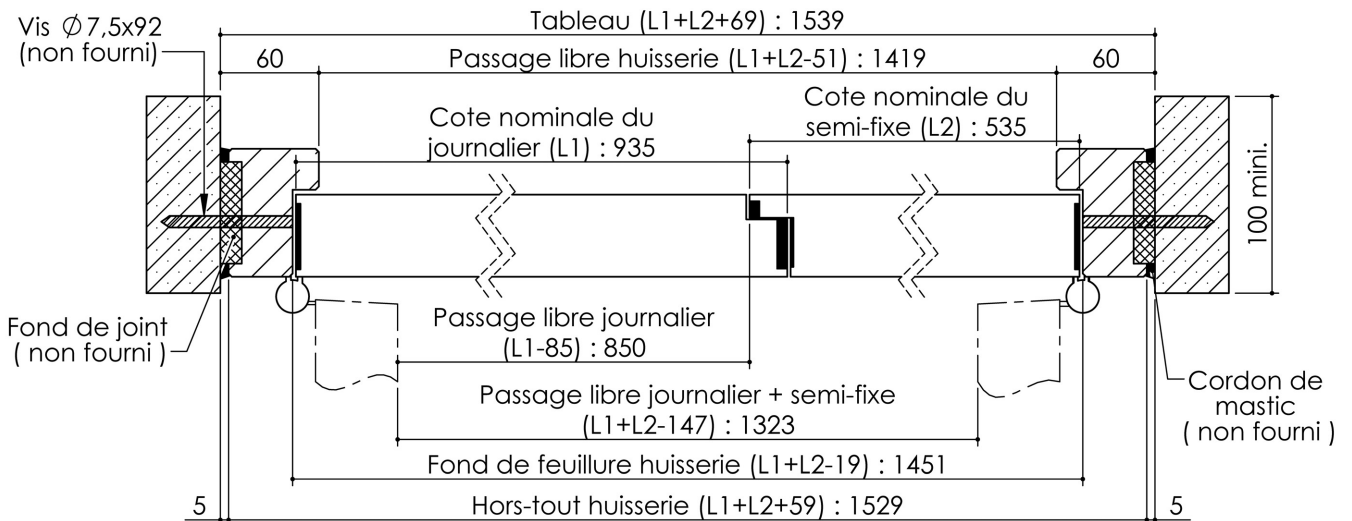 Vis ∅7,5x92
(non fourni)
Tableau (L1+L2+69) : 1539
60
Passage libre huisserie (L1+L2-51) : 1419
60
Cote nominale du
journalier (L1) : 935
Cote nominale du
semi-fixe (L2) : 535
100 mini.
Fond de joint
( non fourni )
Passage libre journalier
(L1-85) : 850
Passage libre journalier + semi-fixe
(L1+L2-147) : 1323
Cordon de
mastic
( non fourni )
Fond de feuillure huisserie (L1+L2-19) : 1451
5
Hors-tout huisserie (L1+L2+59) : 1529
5